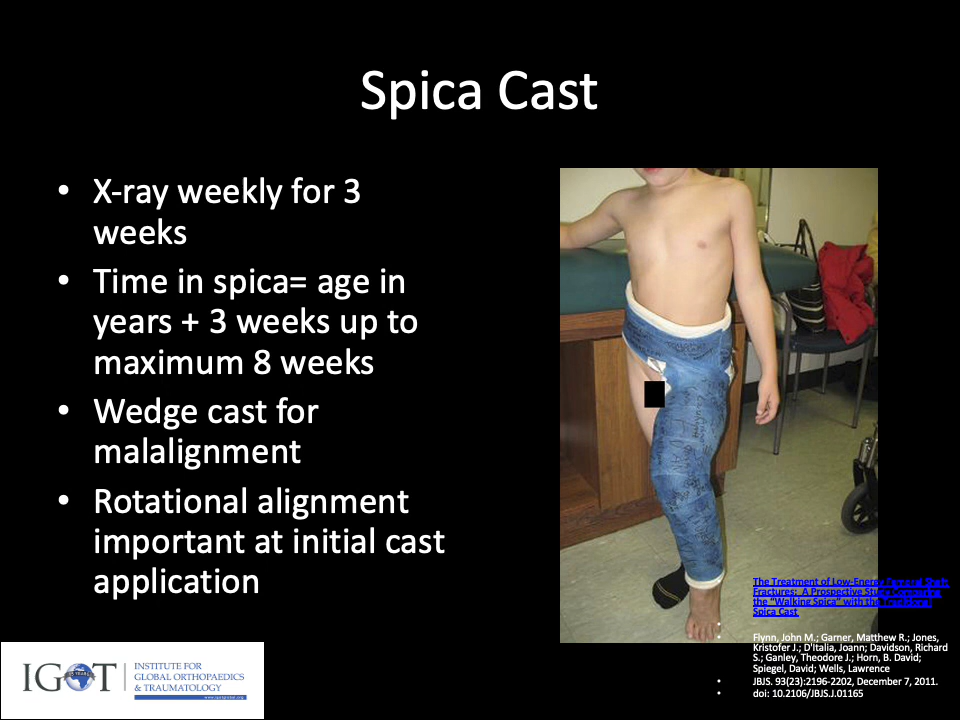 Spica Cast
• X-ray weekly for 3
weeks
• Time in spica= age in
years + 3 weeks up to
maximum 8 weeks
• Wedge cast for
malalignment
• Rotational alignment
important at initial cast
application
The Treatment of Low-Energy Femoral Shaft
Fractures: A Prospective Study Comparing
the "Walking Spica" with the Traditional
Spica Cast
• Flynn, John M.; Garner, Matthew R.; Jones,
Kristofer J.; D'Italia, Joann; Davidson, Richard
S.; Ganley, Theodore J.; Horn, B. David;
Spiegel, David; Wells, Lawrence
• JBJS. 93(23):2196-2202, December 7, 2011.
• doi: 10.2106/JBJS.J.01165
IGOT
INSTITUTE FOR
GLOBAL ORTHOPAEDICS
& TRAUMATOLOGY